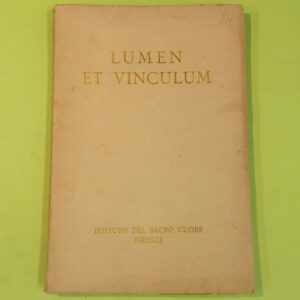 LUMEN
ET VINCULUM
ISTITUTO DEL SACRO CUORE
FIRENZE